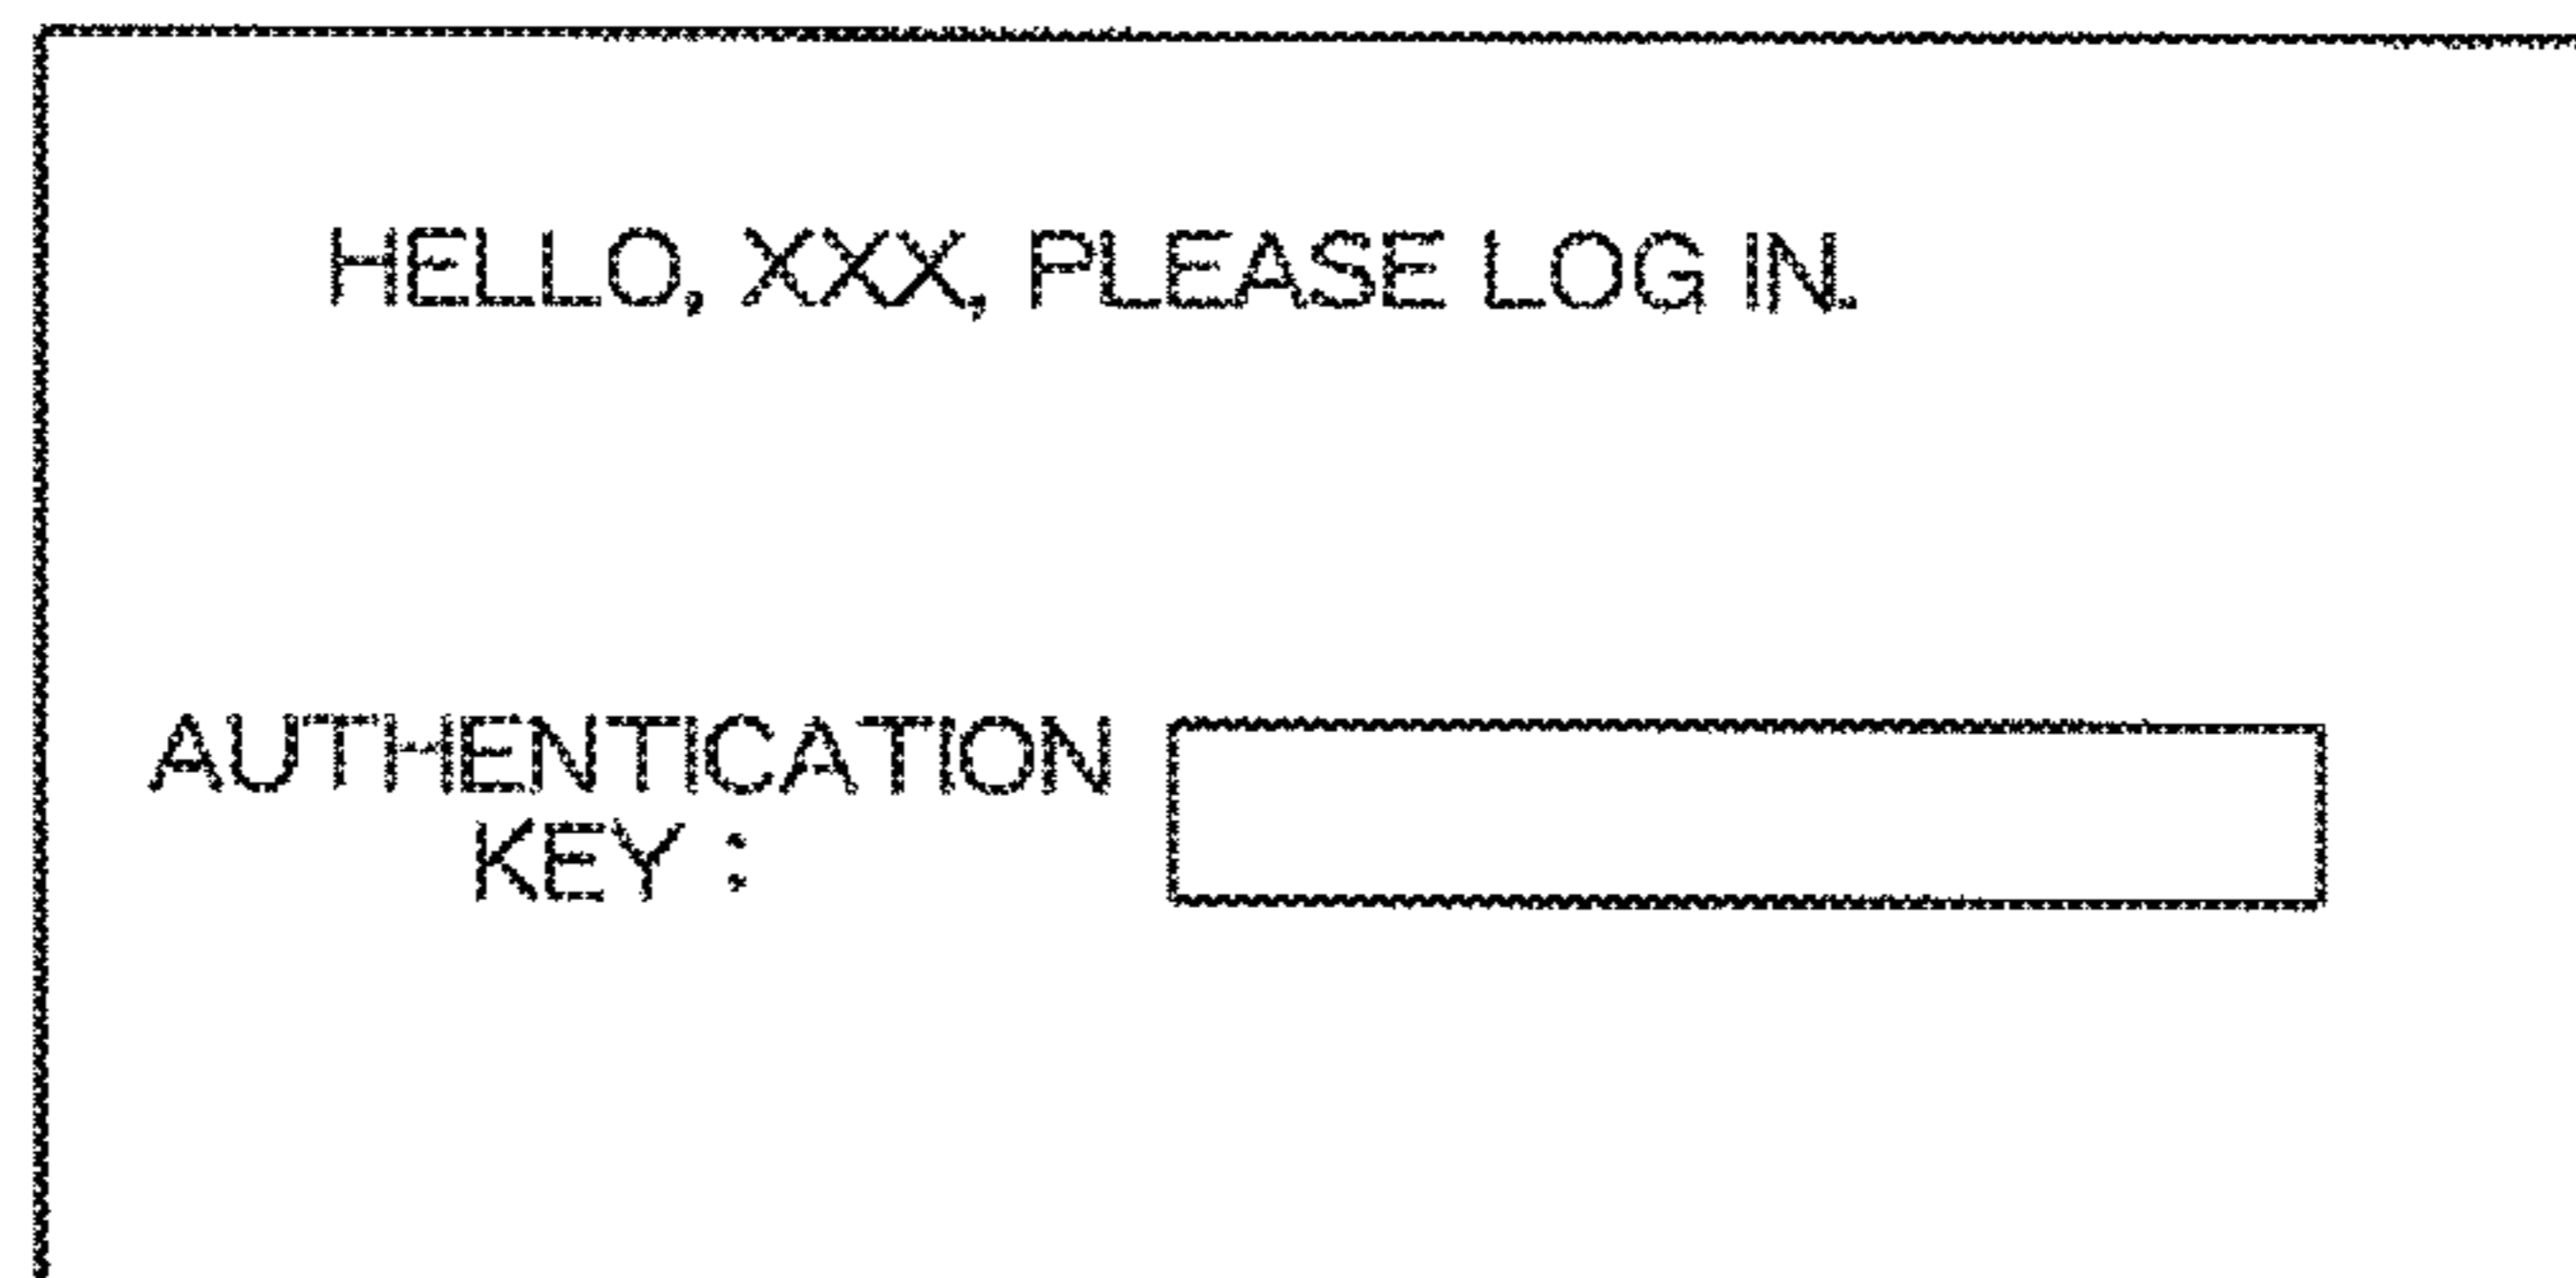 HELLO, XXX, PLEASE LOG IN.
AUTHENTICATION
KEY :